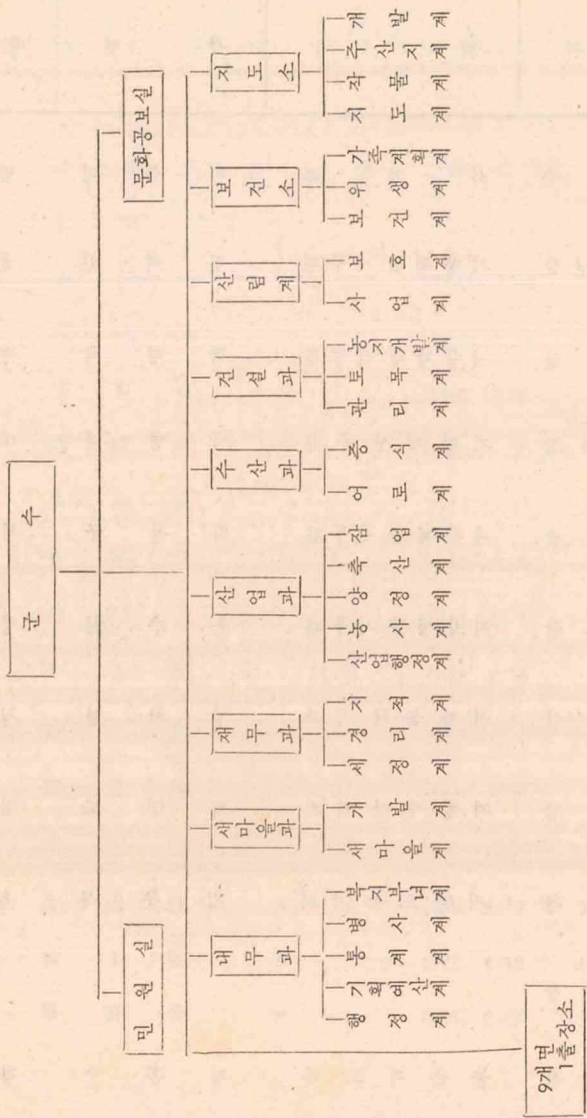 군수
민원실
문화공보실
내무과
행정계
기획예산계
통계계
병사계
복지부녀계
새마을과
새마을계
개발계
재무과
세정계
경리계
지적계
산업과
산업행정계
농사계
양정계
축산계
잠업계
수산과
어로계
증식계
건설과
관리계
토목계
농지개발계
산림계
사업계
보호계
보건소
보건계
위생계
가족계획계
지도소
지도계
작물계
주산지계
개발계
9개면
1출장소